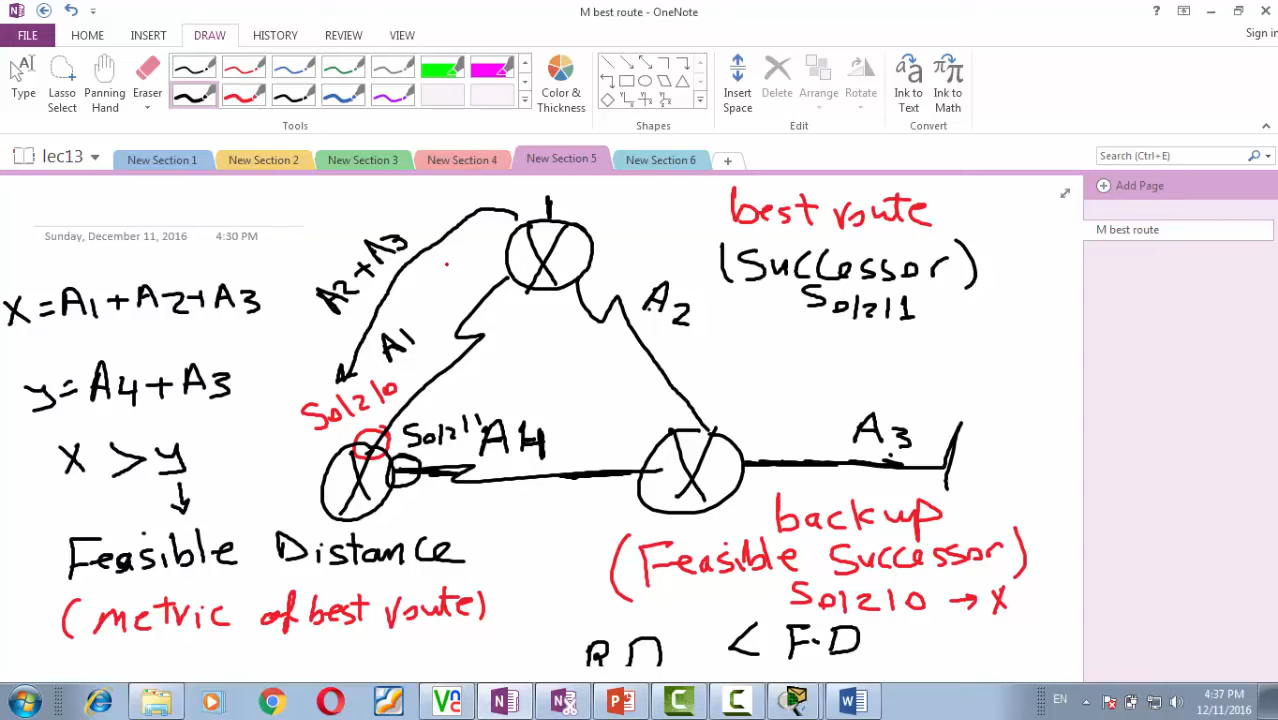 M best route - OneNote
?
FILE
HOME
INSERT
DRAW
HISTORY
REVIEW
VIEW
Sign in
Type
Lasso Select
Panning Hand
Eraser
Color & Thickness
Insert Space
Delete
Arrange
Rotate
Ink to Text
Ink to Math
Tools
Shapes
Edit
Convert
lec13
New Section 1
New Section 2
New Section 3
New Section 4
New Section 5
New Section 6
Search (Ctrl+E)
Add Page
M best route
Sunday, December 11, 2016
4:30 PM
x=A1+A2+A3
y=A4+A3
x > y
Feasible Distance
(metric of best route)
A2+A3
A1
S0/2/0
S0/2/1
A4
A2
A3
best route
(Successor)
S0/2/1
backup
(Feasible Successor)
S0/2/0 → x
< F.D
EN
4:37 PM
12/11/2016